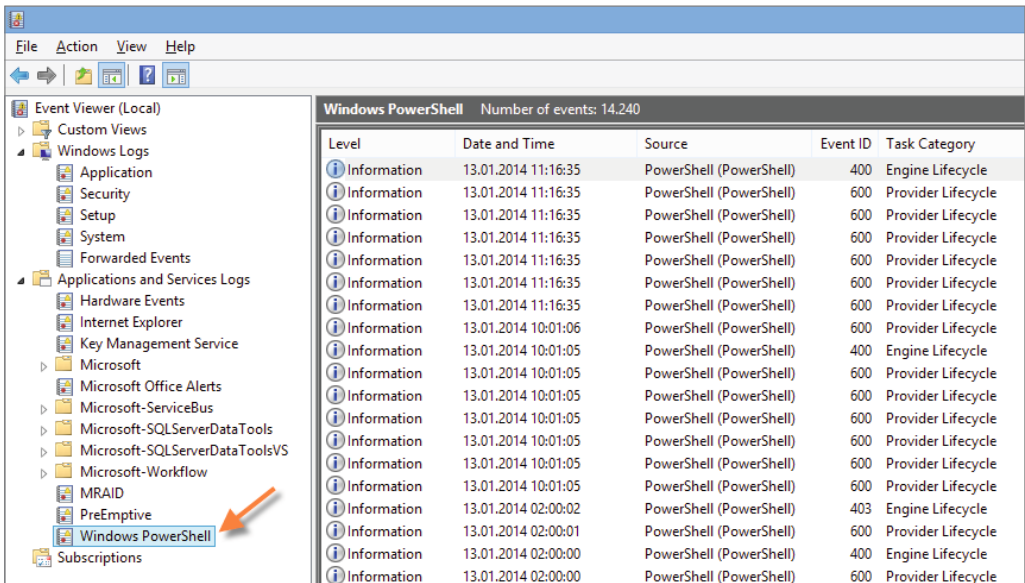 File Action View Help
Event Viewer (Local)
Custom Views
Windows Logs
Application
Security
Setup
System
Forwarded Events
Applications and Services Logs
Hardware Events
Internet Explorer
Key Management Service
Microsoft
Microsoft Office Alerts
Microsoft-ServiceBus
Microsoft-SQLServerDataTools
Microsoft-SQLServerDataToolsVS
Microsoft-Workflow
MRAID
PreEmptive
Windows PowerShell
Subscriptions
Windows PowerShell Number of events: 14.240
Level Date and Time Source Event ID Task Category
Information 13.01.2014 11:16:35 PowerShell (PowerShell) 400 Engine Lifecycle
Information 13.01.2014 11:16:35 PowerShell (PowerShell) 600 Provider Lifecycle
Information 13.01.2014 11:16:35 PowerShell (PowerShell) 600 Provider Lifecycle
Information 13.01.2014 11:16:35 PowerShell (PowerShell) 600 Provider Lifecycle
Information 13.01.2014 11:16:35 PowerShell (PowerShell) 600 Provider Lifecycle
Information 13.01.2014 11:16:35 PowerShell (PowerShell) 600 Provider Lifecycle
Information 13.01.2014 11:16:35 PowerShell (PowerShell) 600 Provider Lifecycle
Information 13.01.2014 10:01:06 PowerShell (PowerShell) 600 Provider Lifecycle
Information 13.01.2014 10:01:05 PowerShell (PowerShell) 400 Engine Lifecycle
Information 13.01.2014 10:01:05 PowerShell (PowerShell) 600 Provider Lifecycle
Information 13.01.2014 10:01:05 PowerShell (PowerShell) 600 Provider Lifecycle
Information 13.01.2014 10:01:05 PowerShell (PowerShell) 600 Provider Lifecycle
Information 13.01.2014 10:01:05 PowerShell (PowerShell) 600 Provider Lifecycle
Information 13.01.2014 10:01:05 PowerShell (PowerShell) 600 Provider Lifecycle
Information 13.01.2014 10:01:05 PowerShell (PowerShell) 600 Provider Lifecycle
Information 13.01.2014 02:00:02 PowerShell (PowerShell) 403 Engine Lifecycle
Information 13.01.2014 02:00:01 PowerShell (PowerShell) 600 Provider Lifecycle
Information 13.01.2014 02:00:00 PowerShell (PowerShell) 400 Engine Lifecycle
Information 13.01.2014 02:00:00 PowerShell (PowerShell) 600 Provider Lifecycle